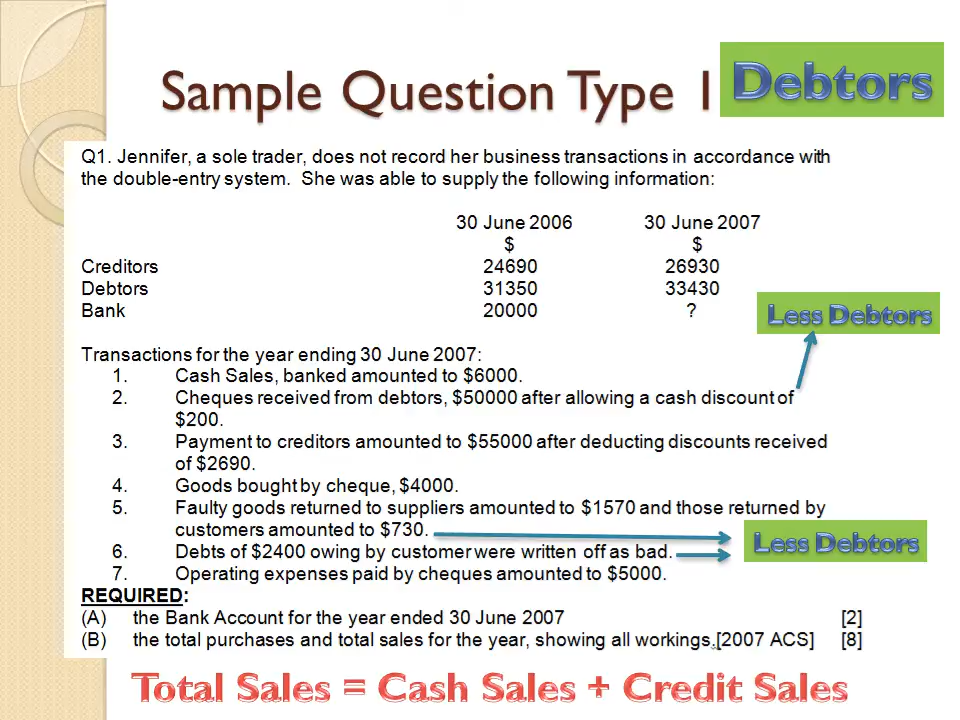 Sample Question Type 1
Debtors
Q1. Jennifer, a sole trader, does not record her business transactions in accordance with
the double-entry system. She was able to supply the following information:
30 June 2006 30 June 2007
$ $
Creditors 24690 26930
Debtors 31350 33430
Bank 20000 ?
Less Debtors
Transactions for the year ending 30 June 2007:
1. Cash Sales, banked amounted to $6000.
2. Cheques received from debtors, $50000 after allowing a cash discount of
$200.
3. Payment to creditors amounted to $55000 after deducting discounts received
of $2690.
4. Goods bought by cheque, $4000.
5. Faulty goods returned to suppliers amounted to $1570 and those returned by
customers amounted to $730.
Less Debtors
6. Debts of $2400 owing by customer were written off as bad.
7. Operating expenses paid by cheques amounted to $5000.
REQUIRED:
(A) the Bank Account for the year ended 30 June 2007 [2]
(B) the total purchases and total sales for the year, showing all workings.[2007 ACS] [8]
Total Sales = Cash Sales + Credit Sales